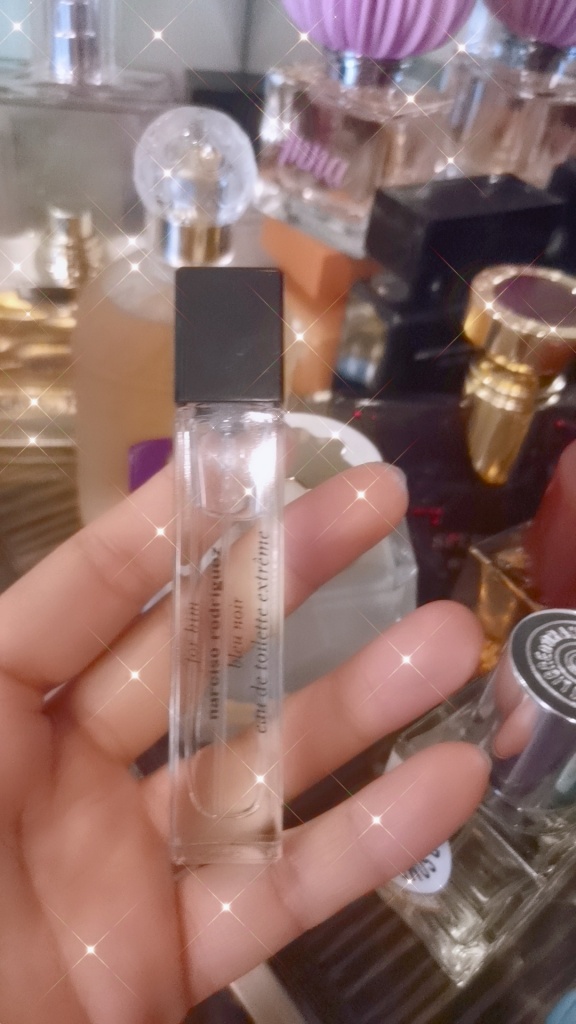 for him
narciso rodriguez
bleu noir
eau de toilette extrême